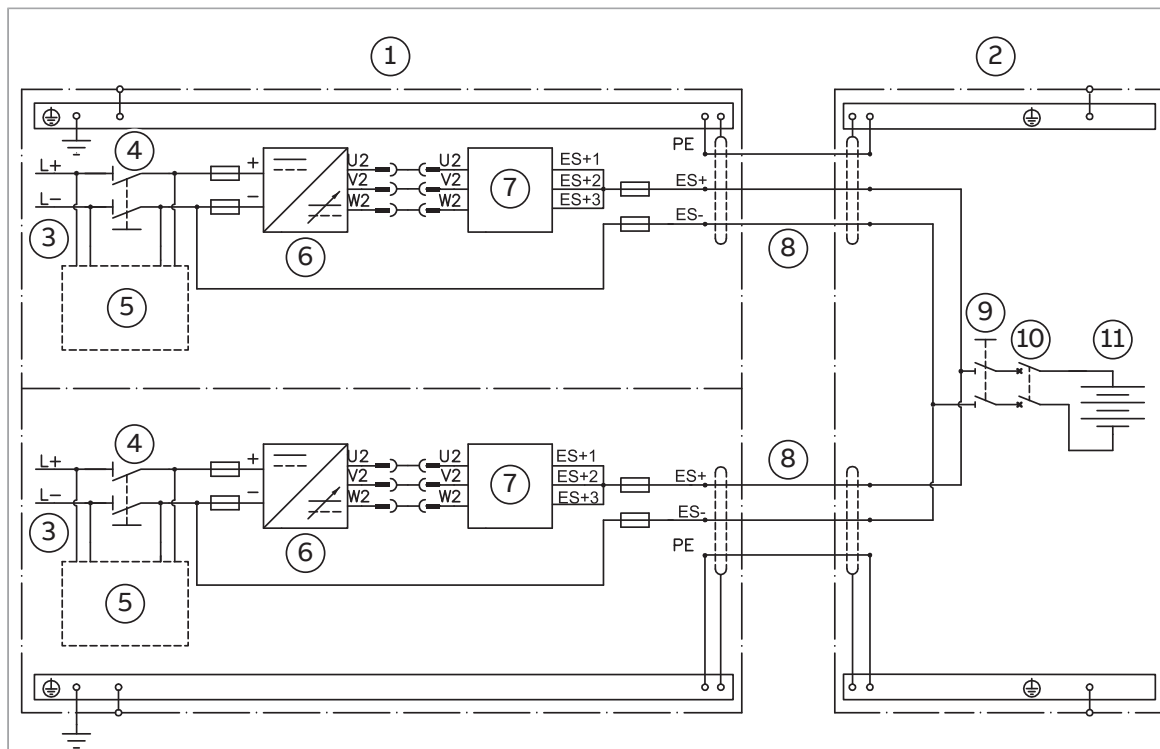 1
2
4
PE
L+
+
U2
U2
ES+1
V2
V2
ES+2
ES+
L-
-
W2
W2
ES+3
7
3
6
ES-
8
5
9
10
11
4
8
L+
+
U2
U2
ES+1
V2
V2
ES+2
ES+
L-
-
W2
W2
ES+3
7
3
6
ES-
PE
5